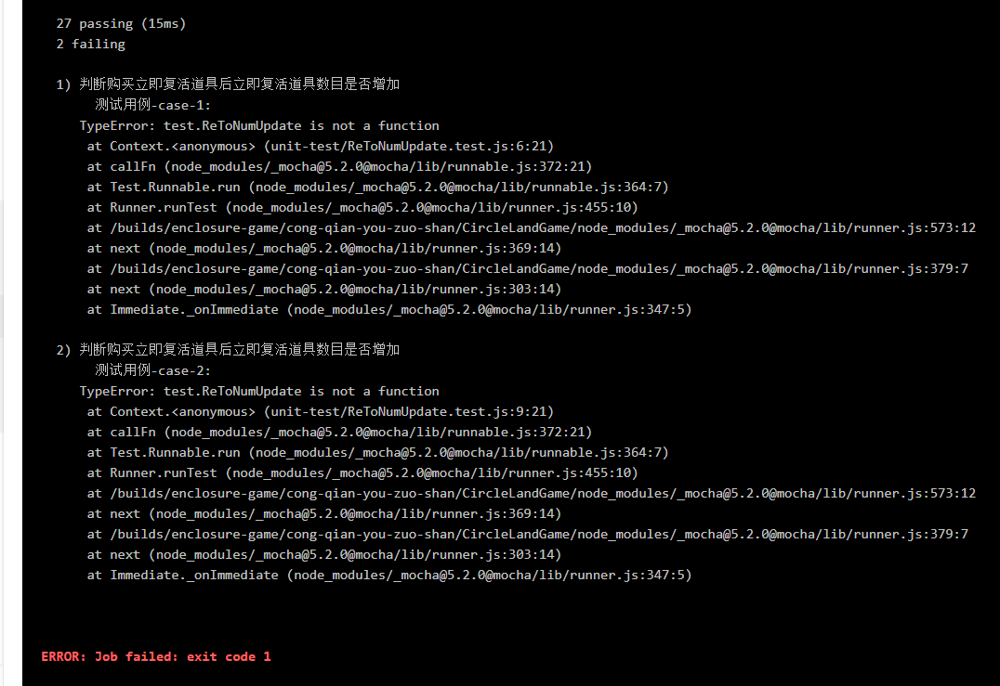 27 passing (15ms)
2 failing
1) 判断购买立即复活道具后立即复活道具数目是否增加
测试用例-case-1:
TypeError: test.ReToNumUpdate is not a function
at Context.<anonymous> (unit-test/ReToNumUpdate.test.js:6:21)
at callFn (node_modules/_mocha@5.2.0@mocha/lib/runnable.js:372:21)
at Test.Runnable.run (node_modules/_mocha@5.2.0@mocha/lib/runnable.js:364:7)
at Runner.runTest (node_modules/_mocha@5.2.0@mocha/lib/runner.js:455:10)
at /builds/enclosure-game/cong-qian-you-zuo-shan/CircleLandGame/node_modules/_mocha@5.2.0@mocha/lib/runner.js:573:12
at next (node_modules/_mocha@5.2.0@mocha/lib/runner.js:369:14)
at /builds/enclosure-game/cong-qian-you-zuo-shan/CircleLandGame/node_modules/_mocha@5.2.0@mocha/lib/runner.js:379:7
at next (node_modules/_mocha@5.2.0@mocha/lib/runner.js:303:14)
at Immediate._onImmediate (node_modules/_mocha@5.2.0@mocha/lib/runner.js:347:5)
2) 判断购买立即复活道具后立即复活道具数目是否增加
测试用例-case-2:
TypeError: test.ReToNumUpdate is not a function
at Context.<anonymous> (unit-test/ReToNumUpdate.test.js:9:21)
at callFn (node_modules/_mocha@5.2.0@mocha/lib/runnable.js:372:21)
at Test.Runnable.run (node_modules/_mocha@5.2.0@mocha/lib/runnable.js:364:7)
at Runner.runTest (node_modules/_mocha@5.2.0@mocha/lib/runner.js:455:10)
at /builds/enclosure-game/cong-qian-you-zuo-shan/CircleLandGame/node_modules/_mocha@5.2.0@mocha/lib/runner.js:573:12
at next (node_modules/_mocha@5.2.0@mocha/lib/runner.js:369:14)
at /builds/enclosure-game/cong-qian-you-zuo-shan/CircleLandGame/node_modules/_mocha@5.2.0@mocha/lib/runner.js:379:7
at next (node_modules/_mocha@5.2.0@mocha/lib/runner.js:303:14)
at Immediate._onImmediate (node_modules/_mocha@5.2.0@mocha/lib/runner.js:347:5)
ERROR: Job failed: exit code 1